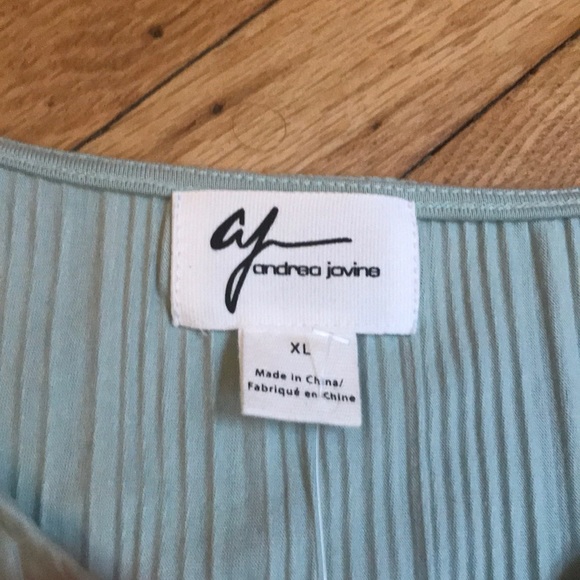 aj
andrea jovine
XL
Made in China/
Fabriqué en Chine